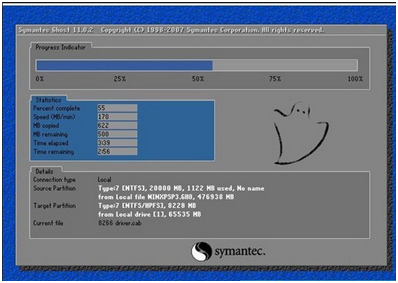 Symantec Ghost 11.0.2 Copyright (C) 1998-2007 Symantec Corporation. All rights reserved.
Progress Indicator
0% 25% 50% 75% 100%
Statistics
Percent complete 55
Speed (MB/min) 170
MB copied 622
MB remaining 500
Time elapsed 3:39
Time remaining 2:56
Details
Connection type Local
Source Partition Type:7 [NTFS], 20000 MB, 1122 MB used, No name
from local file MINXPSP3.GHO, 476938 MB
Target Partition Type:7 [NTFS/HPFS], 8228 MB
from local drive [1], 65535 MB
Current file 8266 driver.cab
symantec.